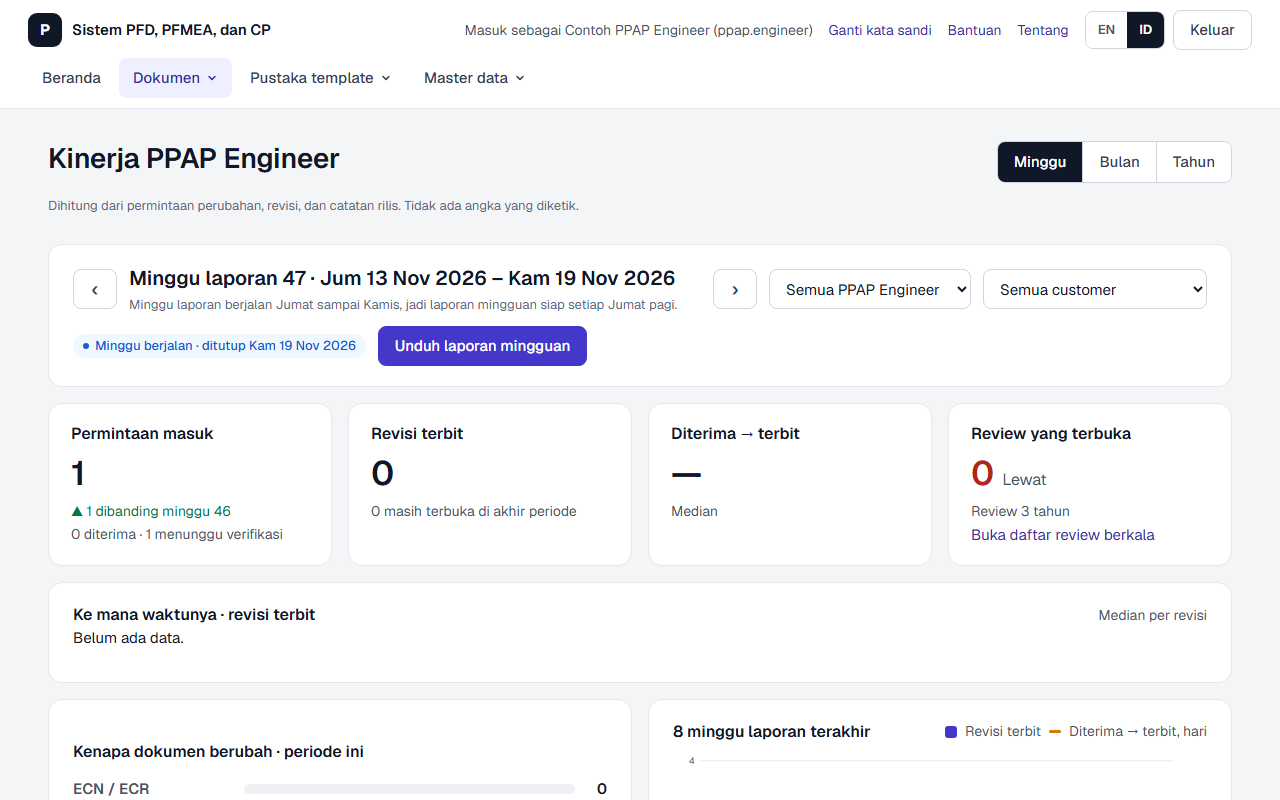 P Sistem PFD, PFMEA, dan CP
Masuk sebagai Contoh PPAP Engineer (ppap.engineer) Ganti kata sandi Bantuan Tentang EN ID Keluar
Beranda Dokumen Pustaka template Master data
Kinerja PPAP Engineer
Minggu Bulan Tahun
Dihitung dari permintaan perubahan, revisi, dan catatan rilis. Tidak ada angka yang diketik.
‹ Minggu laporan 47 · Jum 13 Nov 2026 – Kam 19 Nov 2026 › Semua PPAP Engineer Semua customer
Minggu laporan berjalan Jumat sampai Kamis, jadi laporan mingguan siap setiap Jumat pagi.
Minggu berjalan · ditutup Kam 19 Nov 2026 Unduh laporan mingguan
Permintaan masuk
1
▲ 1 dibanding minggu 46
0 diterima · 1 menunggu verifikasi
Revisi terbit
0
0 masih terbuka di akhir periode
Diterima → terbit
—
Median
Review yang terbuka
0 Lewat
Review 3 tahun
Buka daftar review berkala
Ke mana waktunya · revisi terbit Median per revisi
Belum ada data.
Kenapa dokumen berubah · periode ini
ECN / ECR 0
8 minggu laporan terakhir Revisi terbit Diterima → terbit, hari
4